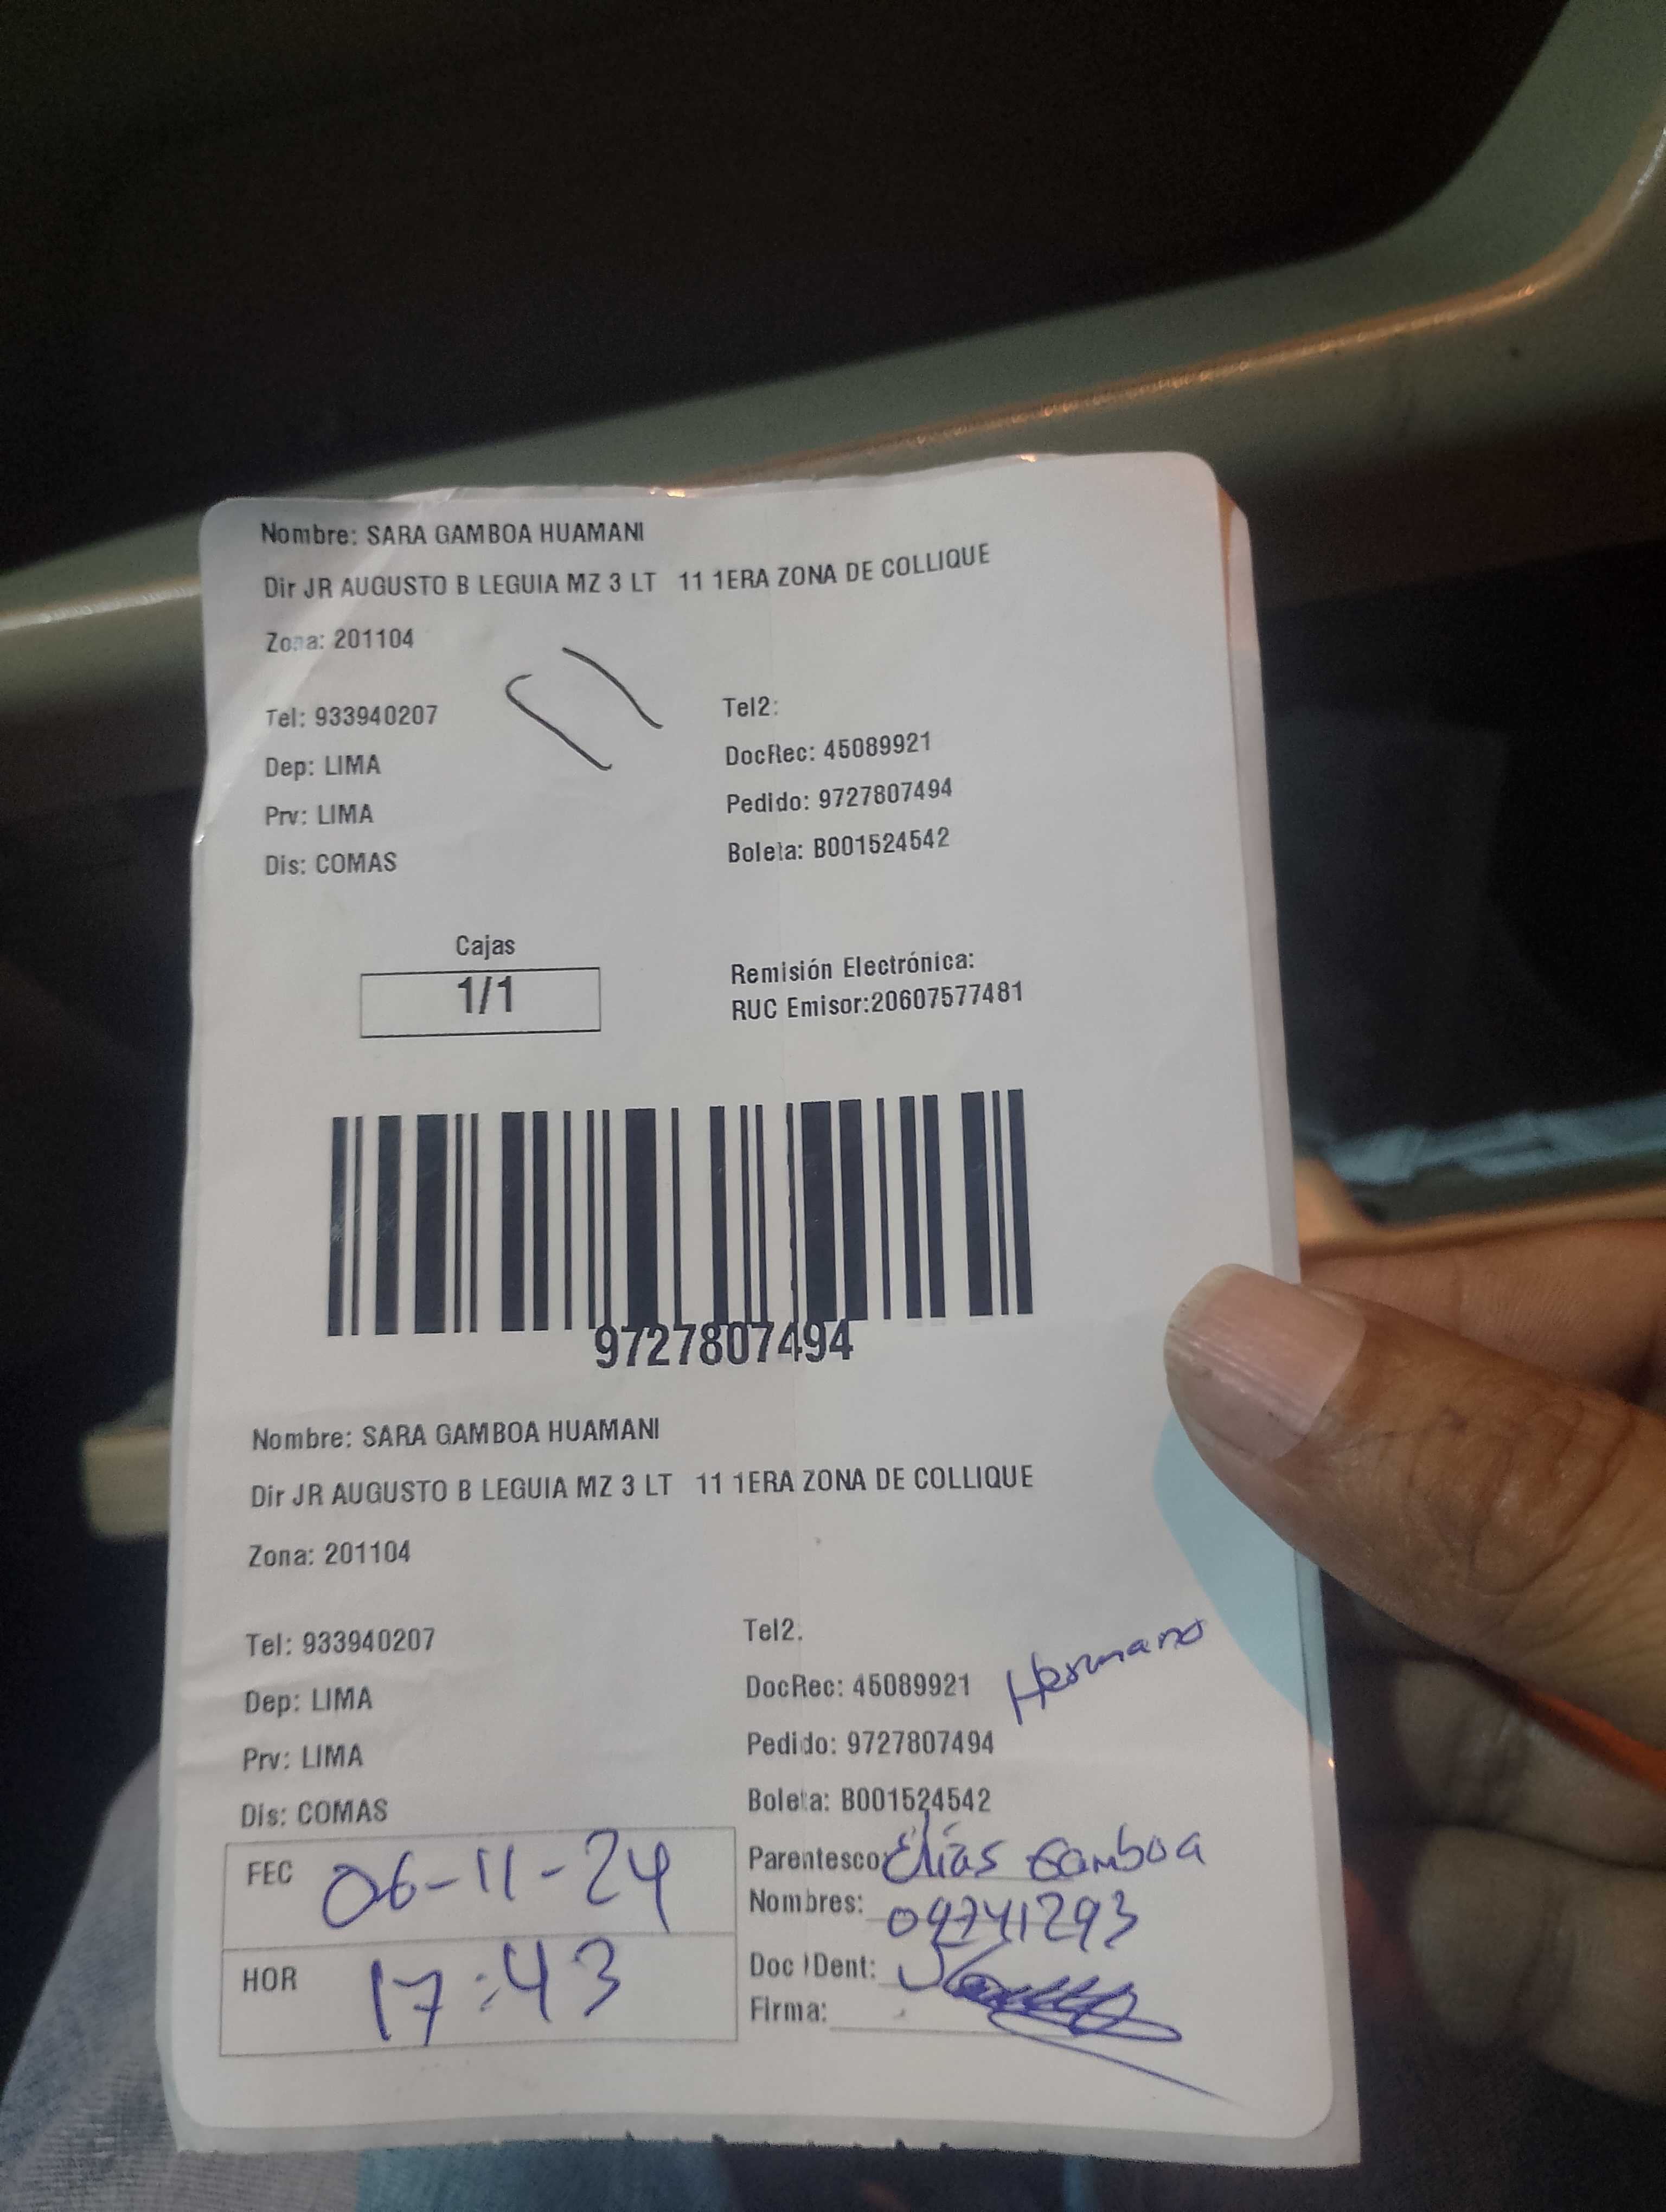 Nombre: SARA GAMBOA HUAMANI
Dir JR AUGUSTO B LEGUIA MZ 3 LT 11 1ERA ZONA DE COLLIQUE
Zona: 201104
Tel: 933940207
Tel2:
Dep: LIMA
DocRec: 45089921
Prv: LIMA
Pedido: 9727807494
Dis: COMAS
Boleta: B001524542
Cajas
1/1
Remisión Electrónica:
RUC Emisor:20607577481
9727807494
Nombre: SARA GAMBOA HUAMANI
Dir JR AUGUSTO B LEGUIA MZ 3 LT 11 1ERA ZONA DE COLLIQUE
Zona: 201104
Tel: 933940207
Tel2.
Dep: LIMA
DocRec: 45089921 Hermano
Prv: LIMA
Pedido: 9727807494
Dis: COMAS
Boleta: B001524542
FEC 06-11-24
Parentesco: Elías Gamboa
Nombres: 09741293
HOR 17:43
Doc IDent:
Firma: